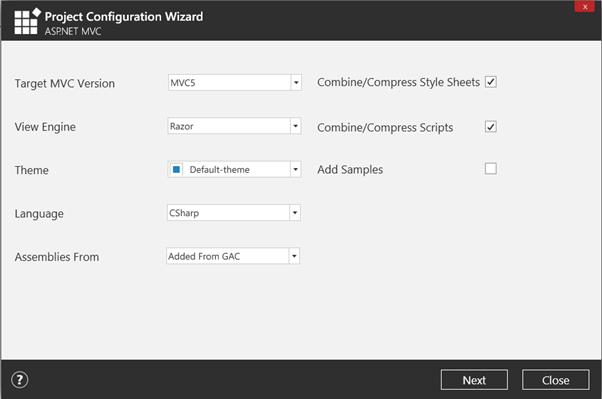 Project Configuration Wizard
ASP.NET MVC
x
Target MVC Version MVC5 Combine/Compress Style Sheets
View Engine Razor Combine/Compress Scripts
Theme Default-theme Add Samples
Language CSharp
Assemblies From Added From GAC
? Next Close